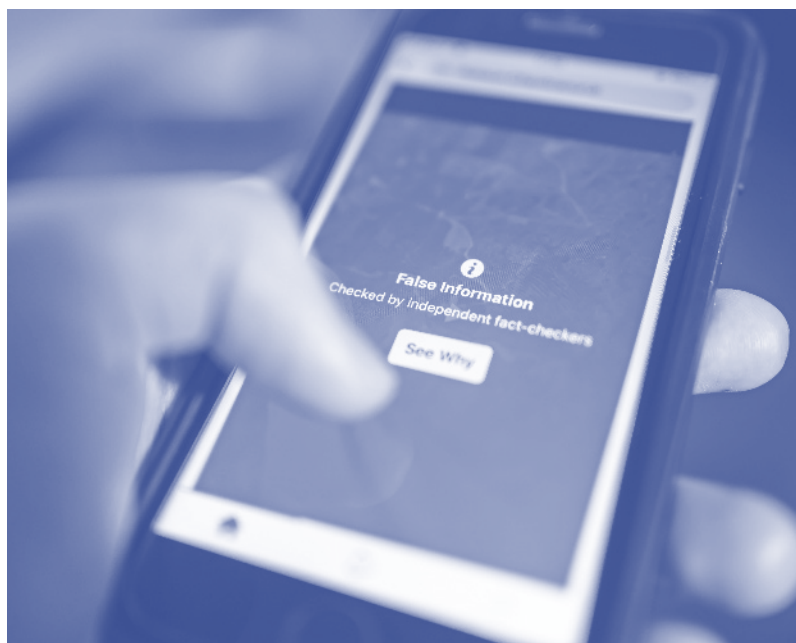 False Information
Checked by independent fact-checkers
See Why